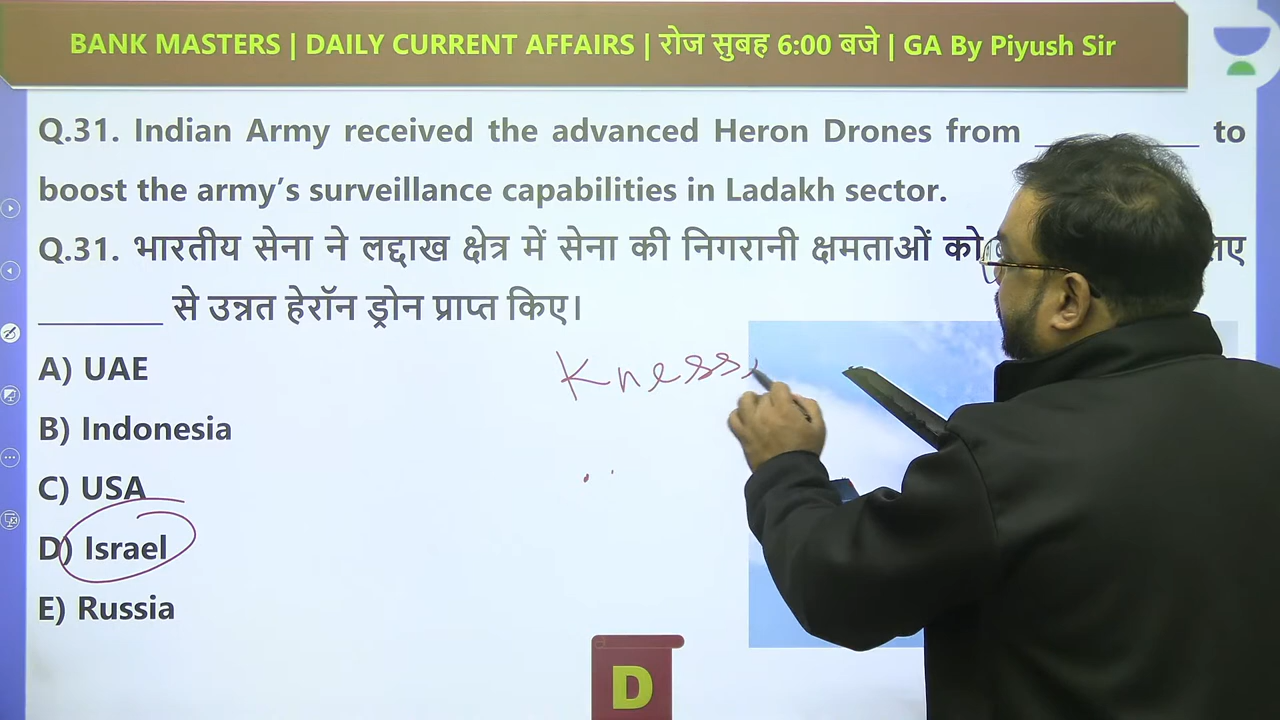 BANK MASTERS | DAILY CURRENT AFFAIRS | रोज सुबह 6:00 बजे | GA By Piyush Sir
Q.31. Indian Army received the advanced Heron Drones from __________ to
boost the army’s surveillance capabilities in Ladakh sector.
Q.31. भारतीय सेना ने लद्दाख क्षेत्र में सेना की निगरानी क्षमताओं को
________ से उन्नत हेरॉन ड्रोन प्राप्त किए।
A) UAE
Kness
B) Indonesia
C) USA
D) Israel
E) Russia
D